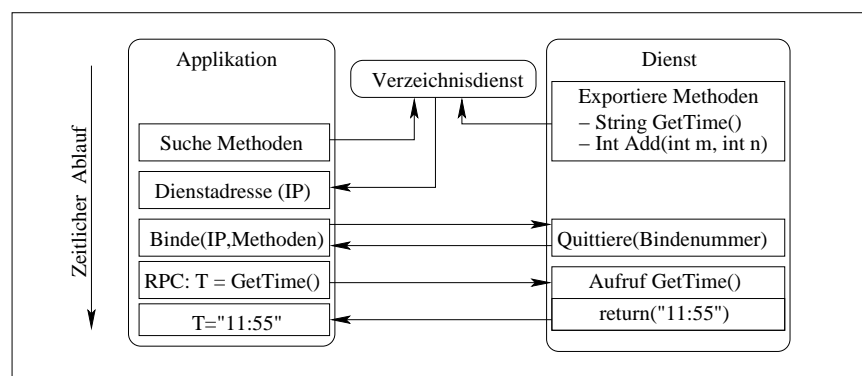 Zeitlicher Ablauf
Applikation
Suche Methoden
Dienstadresse (IP)
Binde(IP,Methoden)
RPC: T = GetTime()
T="11:55"
Verzeichnisdienst
Dienst
Exportiere Methoden
– String GetTime()
– Int Add(int m, int n)
Quittiere(Bindenummer)
Aufruf GetTime()
return("11:55")